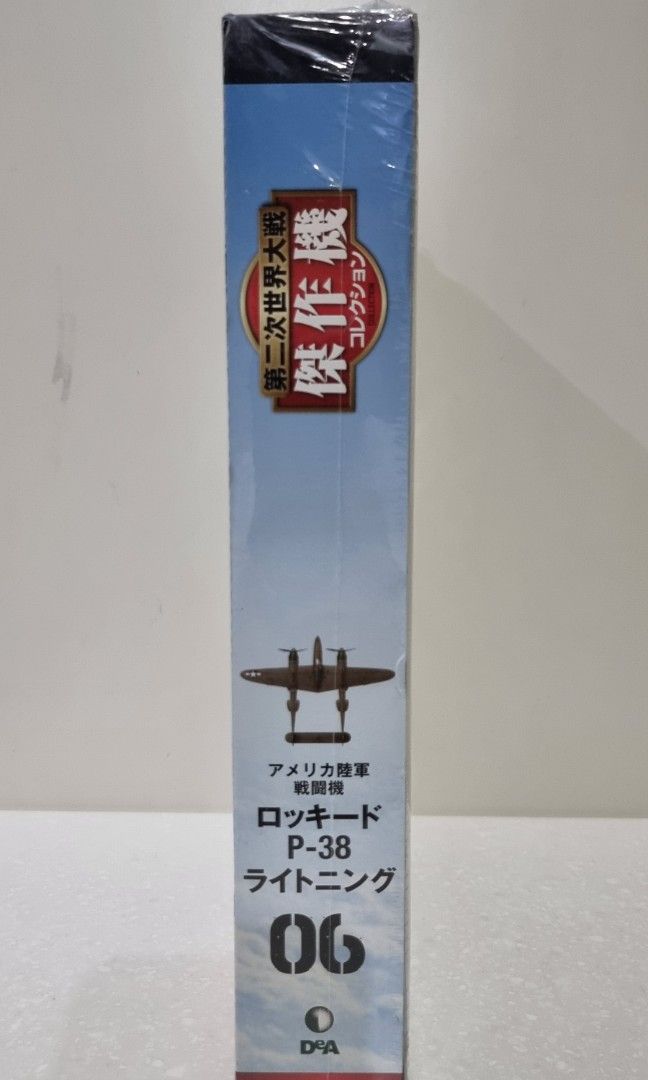 第二次世界大戦
傑作機
コレクション
COLLECTION
アメリカ陸軍
戦闘機
ロッキード
P-38
ライトニング
06
DeA